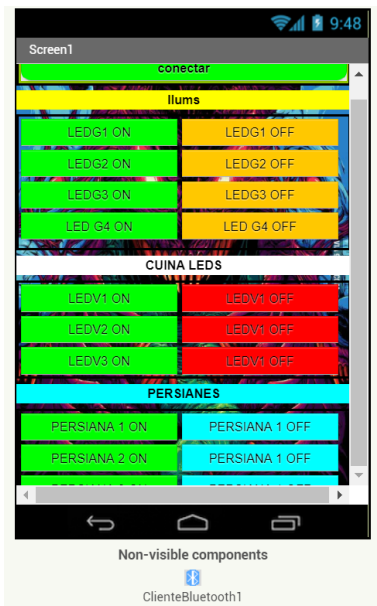 9:48
Screen1
conectar
llums
LEDG1 ON LEDG1 OFF
LEDG2 ON LEDG2 OFF
LEDG3 ON LEDG3 OFF
LED G4 ON LED G4 OFF
CUINA LEDS
LEDV1 ON LEDV1 OFF
LEDV2 ON LEDV1 OFF
LEDV3 ON LEDV1 OFF
PERSIANES
PERSIANA 1 ON PERSIANA 1 OFF
PERSIANA 2 ON PERSIANA 1 OFF
Non-visible components
ClienteBluetooth1